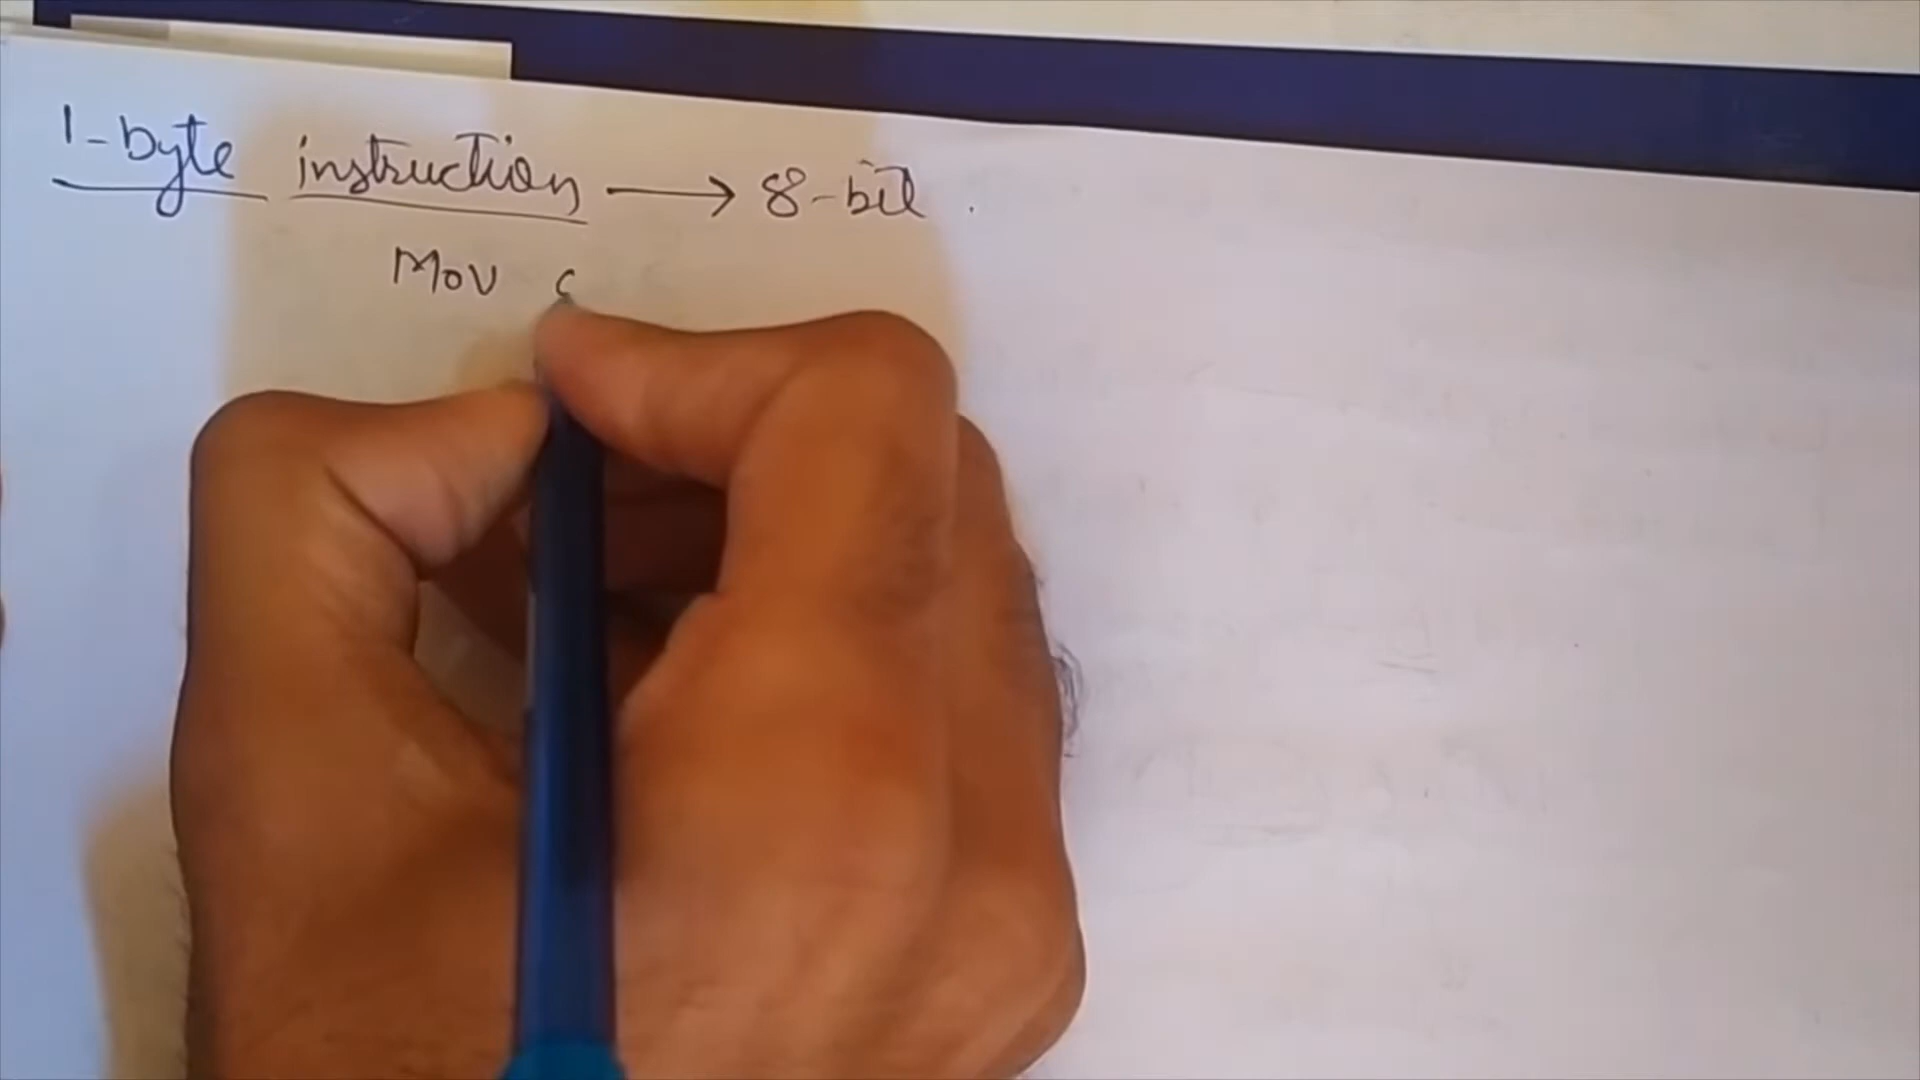 1-byte instruction → 8-bit .
MOV